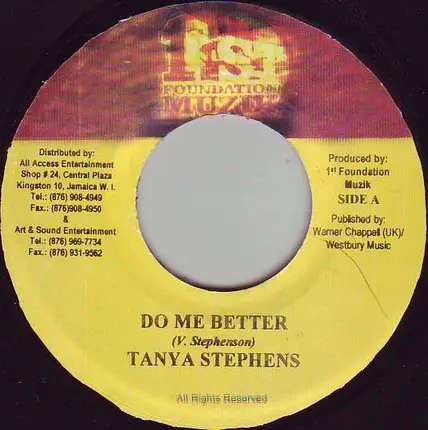 1st
FOUNDATION
MUZIK
Distributed by:
All Access Entertainment
Shop # 24, Central Plaza
Kingston 10, Jamaica W. I.
Tel.: (876) 908-4949
Fax.: (876)908-4950
&
Art & Sound Entertainment
Tel.: (876) 969-7734
Fax.: (876) 931-9562
Produced by:
1st Foundation
Muzik
SIDE A
Published by:
Warner Chappell (UK)/
Westbury Music
DO ME BETTER
(V. Stephenson)
TANYA STEPHENS
All Rights Reserved